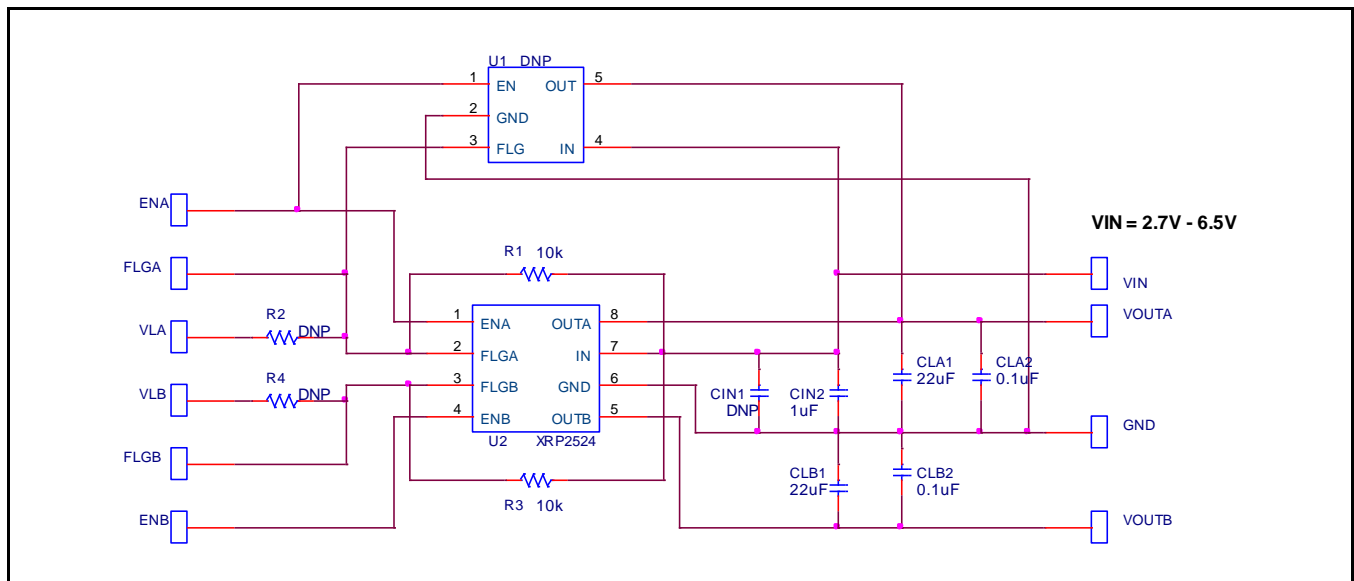 U1 DNP
1 EN OUT 5
2 GND
3 FLG IN 4
ENA
VIN = 2.7V - 6.5V
R1 10k
FLGA
VIN
R2
DNP
VLA
VOUTA
1 ENA OUTA 8
2 FLGA IN 7
3 FLGB GND 6
4 ENB OUTB 5
U2 XRP2524
R4
DNP
VLB
CIN1
DNP
CIN2
1uF
CLA1
22uF
CLA2
0.1uF
GND
FLGB
CLB1
22uF
CLB2
0.1uF
R3 10k
ENB
VOUTB